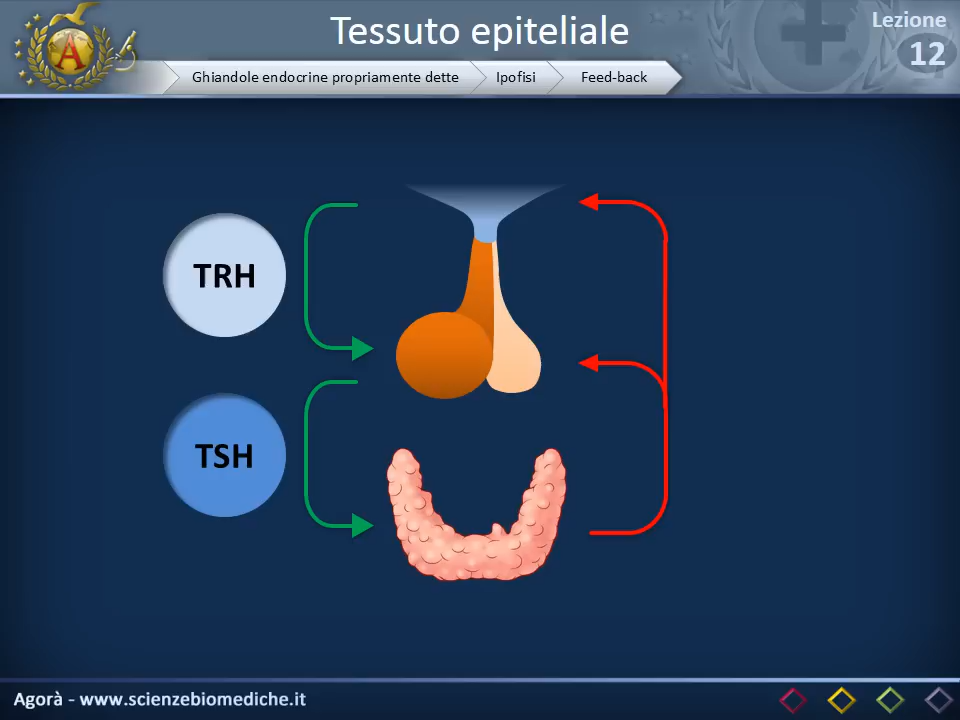 Tessuto epiteliale
Lezione
12
Ghiandole endocrine propriamente dette
Ipofisi
Feed-back
A
TRH
TSH
Agorà - www.scienzebiomediche.it